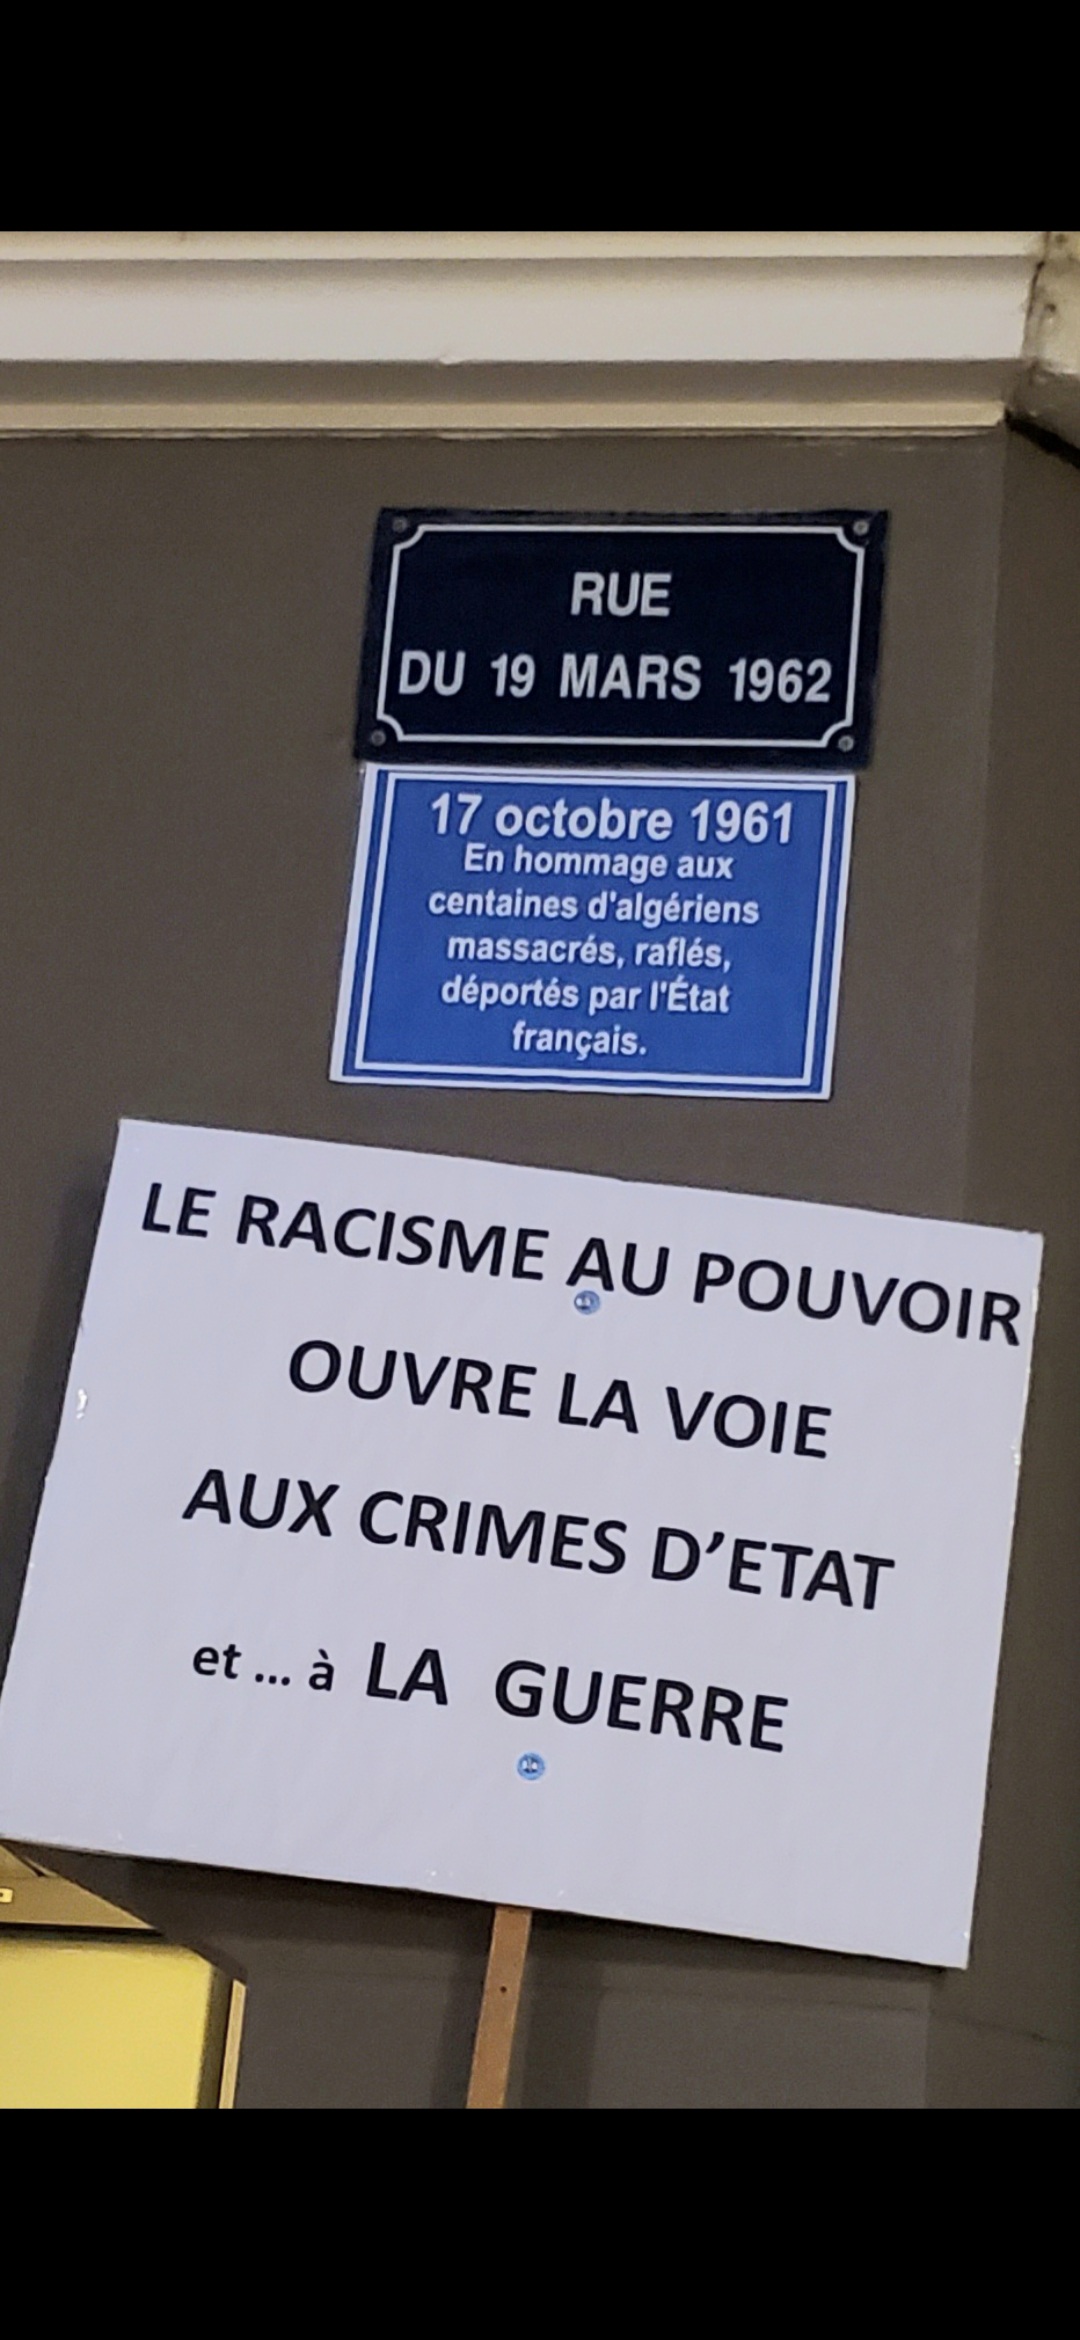 RUE
DU 19 MARS 1962
17 octobre 1961
En hommage aux
centaines d'algériens
massacrés, raflés,
déportés par l'État
français.
LE RACISME AU POUVOIR
OUVRE LA VOIE
AUX CRIMES D'ETAT
et ... à LA GUERRE